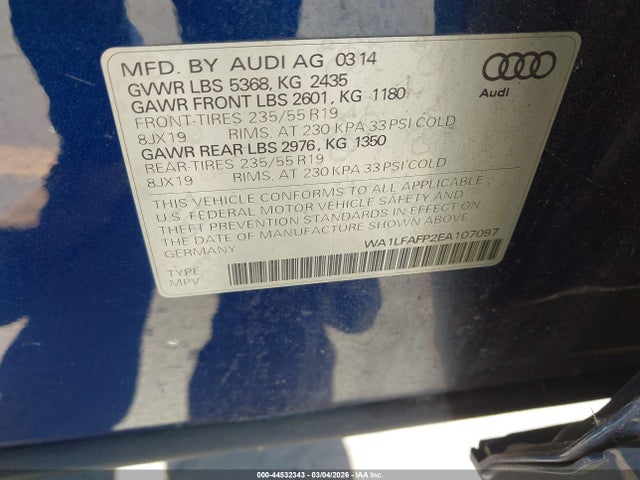 MFD. BY AUDI AG 03 14
GVWR LBS 5368, KG 2435
GAWR FRONT LBS 2601, KG 1180
FRONT-TIRES 235/55 R19
8JX19 RIMS. AT 230 KPA 33 PSI COLD
GAWR REAR LBS 2976, KG 1350
REAR-TIRES 235/55 R19
8JX19 RIMS. AT 230 KPA 33 PSI COLD
THIS VEHICLE CONFORMS TO ALL APPLICABLE
U.S. FEDERAL MOTOR VEHICLE SAFETY AND
THEFT PREVENTION STANDARDS IN EFFECT ON
THE DATE OF MANUFACTURE SHOWN ABOVE.
GERMANY
WA1LFAFP2EA107097
TYPE
MPV
Audi
000-44532343 | 03/04/2026 | IAA Inc.